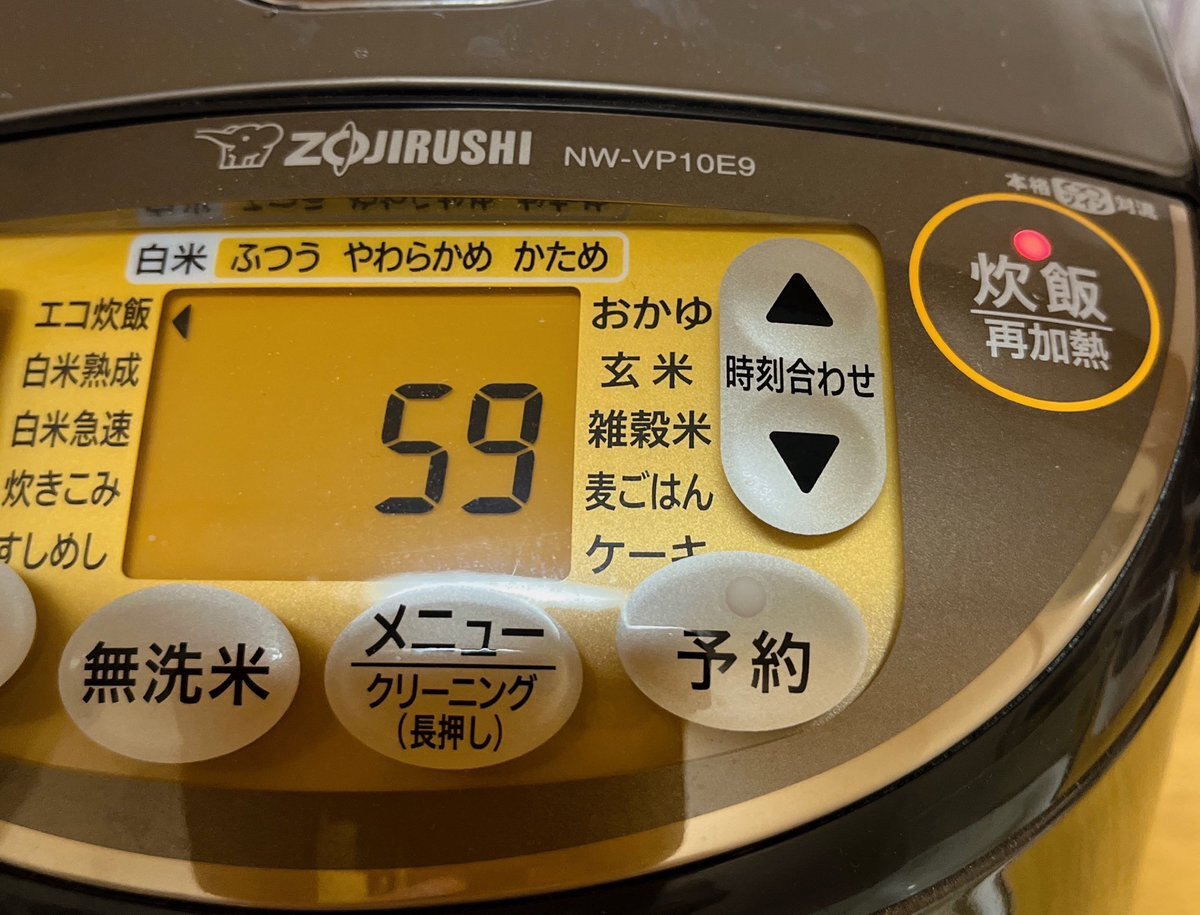 ZOJIRUSHI NW-VP10E9
本格 対流
白米 ふつう やわらかめ かため
エコ炊飯
白米熟成
白米急速
炊きこみ
すしめし
59
おかゆ
玄米
雑穀米
麦ごはん
ケーキ
時刻合わせ
炊飯
再加熱
無洗米
メニュー
クリーニング
(長押し)
予約